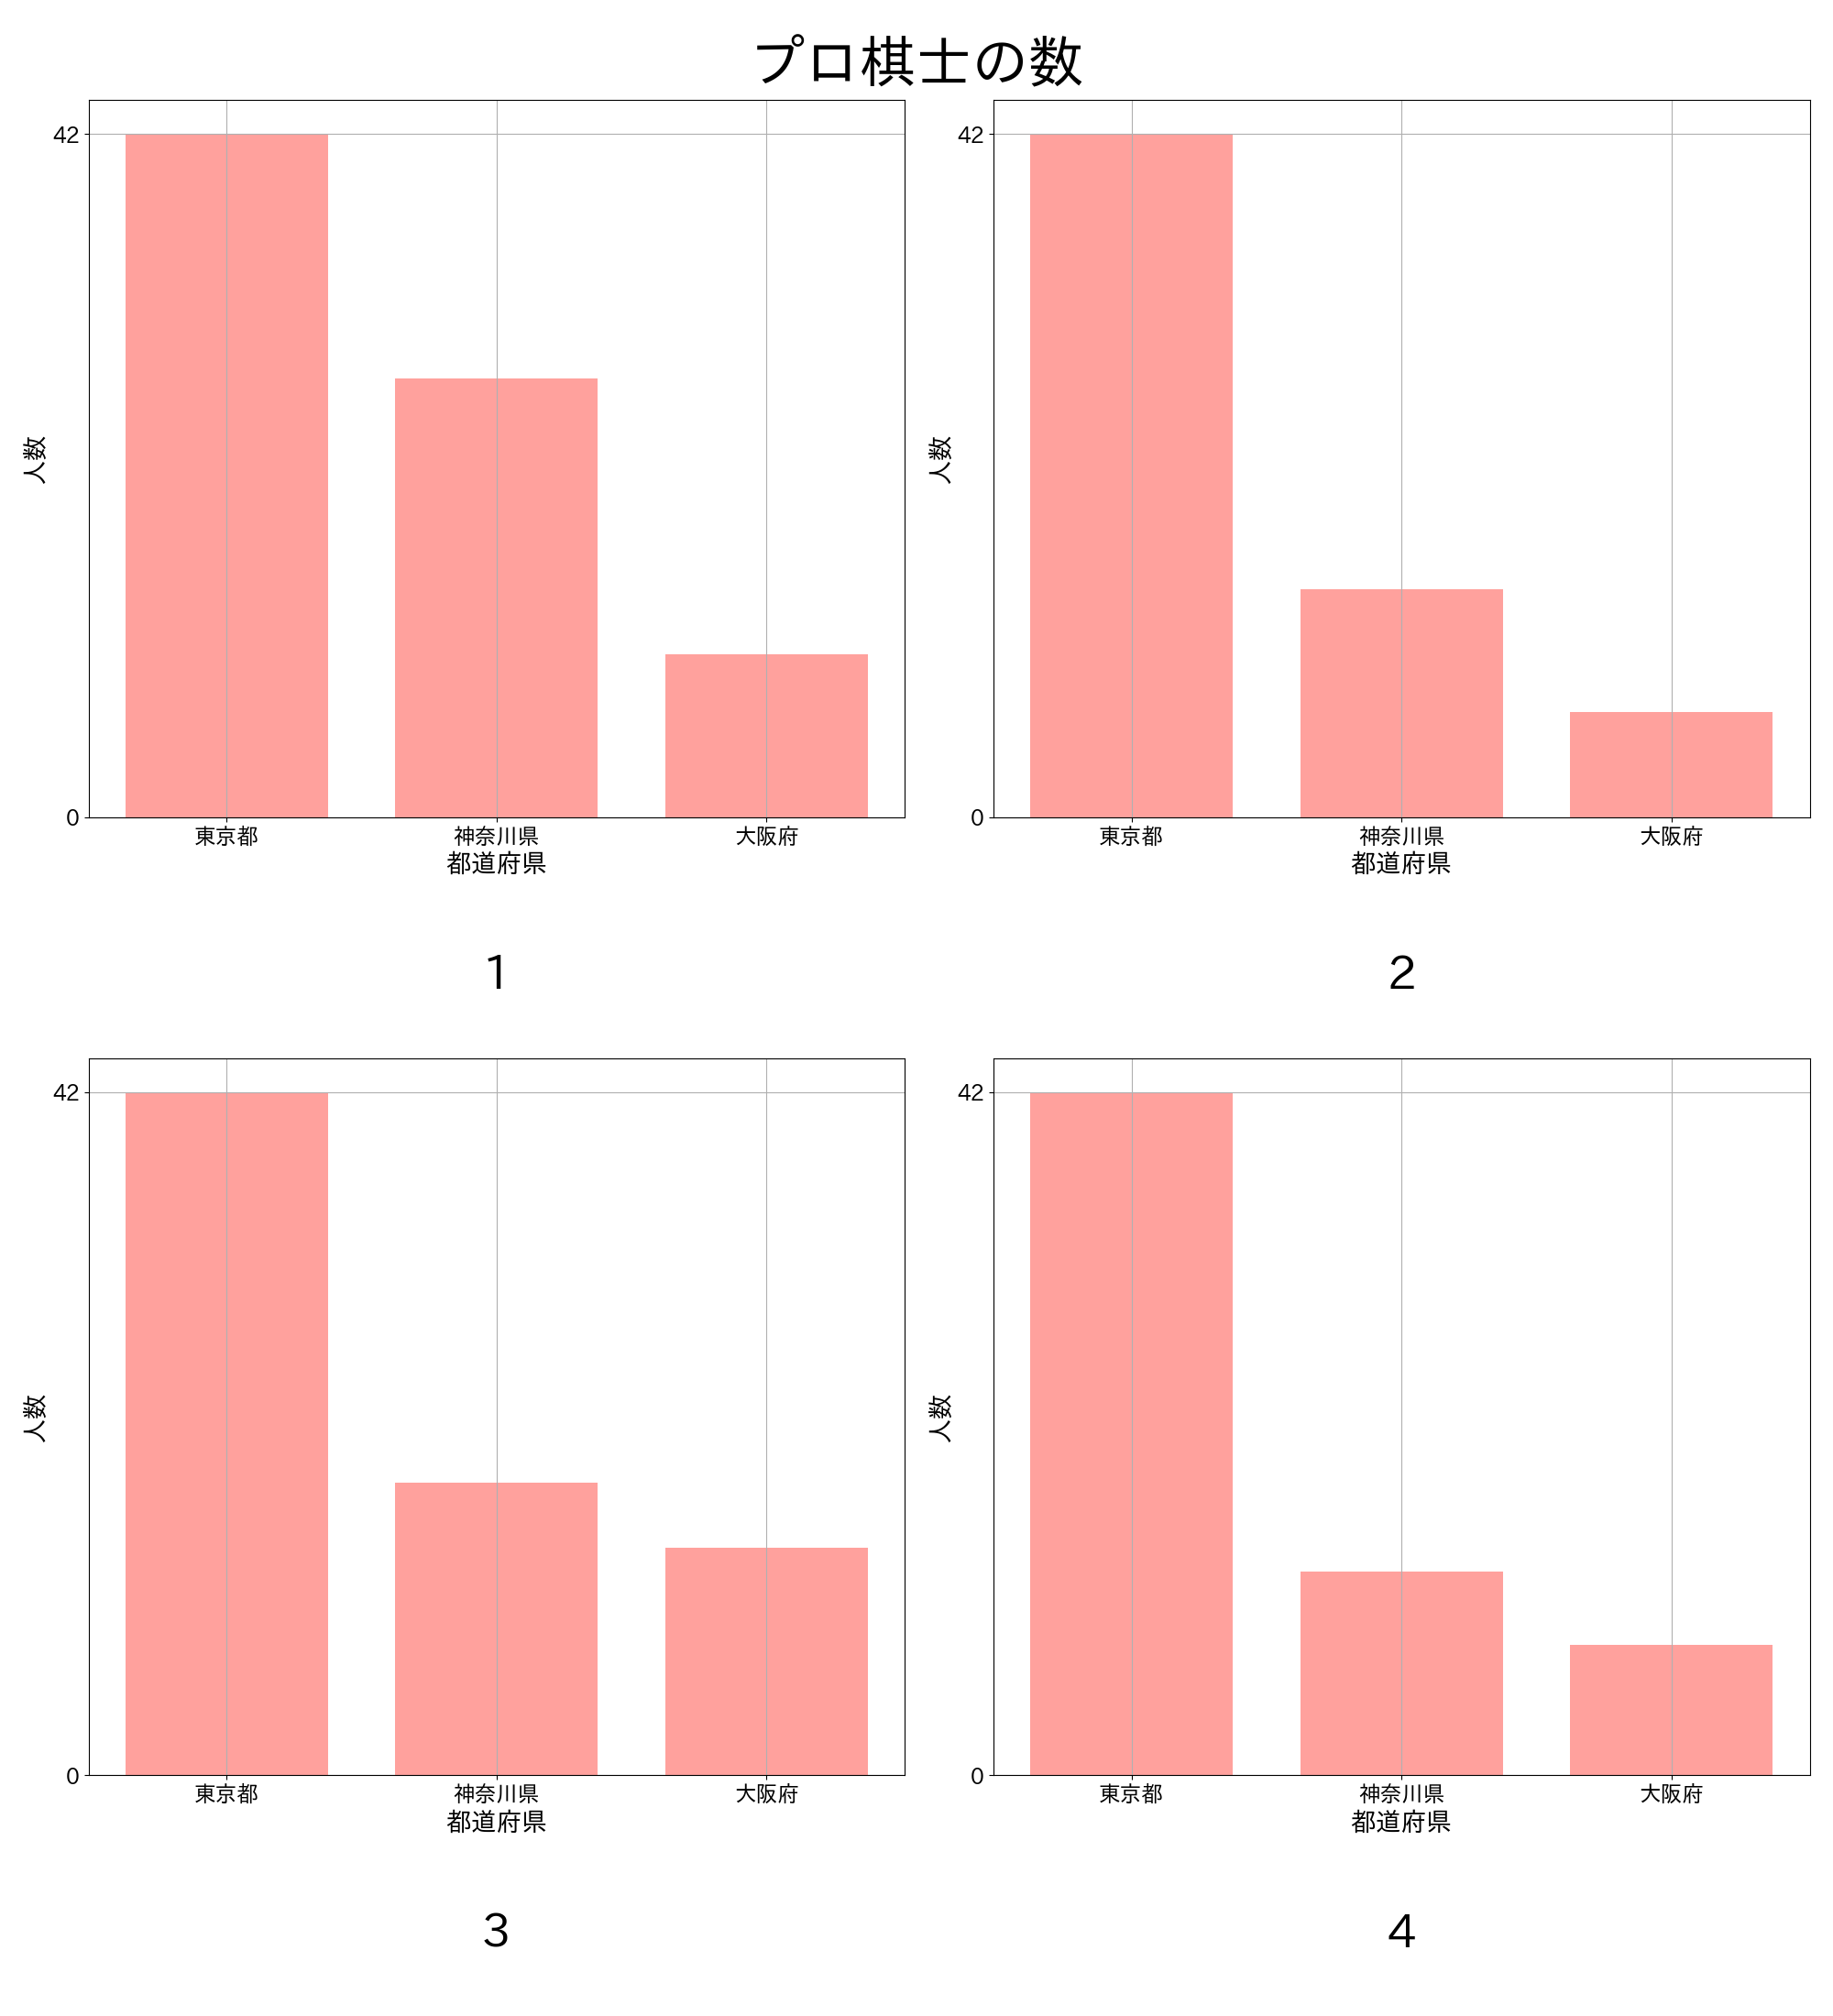 プロ棋士の数
42
0
人数
東京都 神奈川県 大阪府
都道府県
1
42
0
人数
東京都 神奈川県 大阪府
都道府県
2
42
0
人数
東京都 神奈川県 大阪府
都道府県
3
42
0
人数
東京都 神奈川県 大阪府
都道府県
4